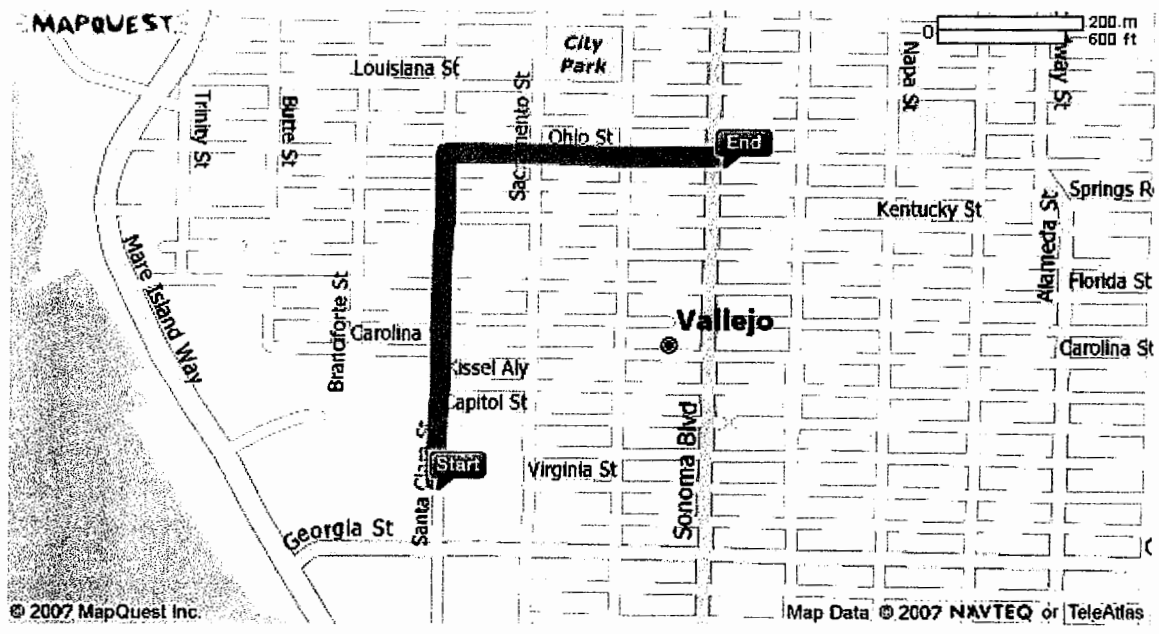 MAPQUEST
0
200 m
600 ft
City
Park
Louisiana St
Napa St
way St
Trinity St
Butte St
Sacramento St
Ohio St
End
Springs R
Kentucky St
Alameda St
Mare Island Way
Florida St
Branciforte St
Vallejo
Carolina
Carolina St
Kissel Aly
Capitol St
Santa Clara St
Start
Virginia St
Sonoma Blvd
Georgia St
© 2007 MapQuest Inc.
Map Data © 2007 NAVTEQ or TeleAtlas